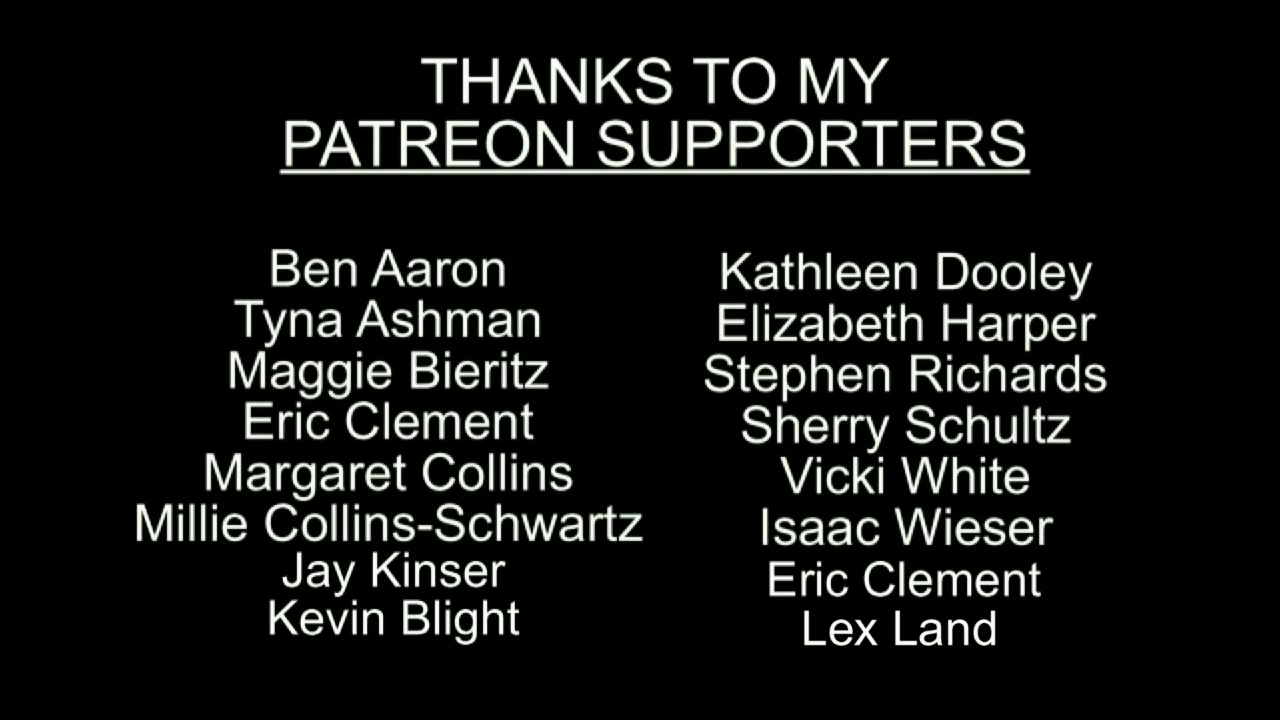 THANKS TO MY
PATREON SUPPORTERS
Ben Aaron
Tyna Ashman
Maggie Bieritz
Eric Clement
Margaret Collins
Millie Collins-Schwartz
Jay Kinser
Kevin Blight
Kathleen Dooley
Elizabeth Harper
Stephen Richards
Sherry Schultz
Vicki White
Isaac Wieser
Eric Clement
Lex Land